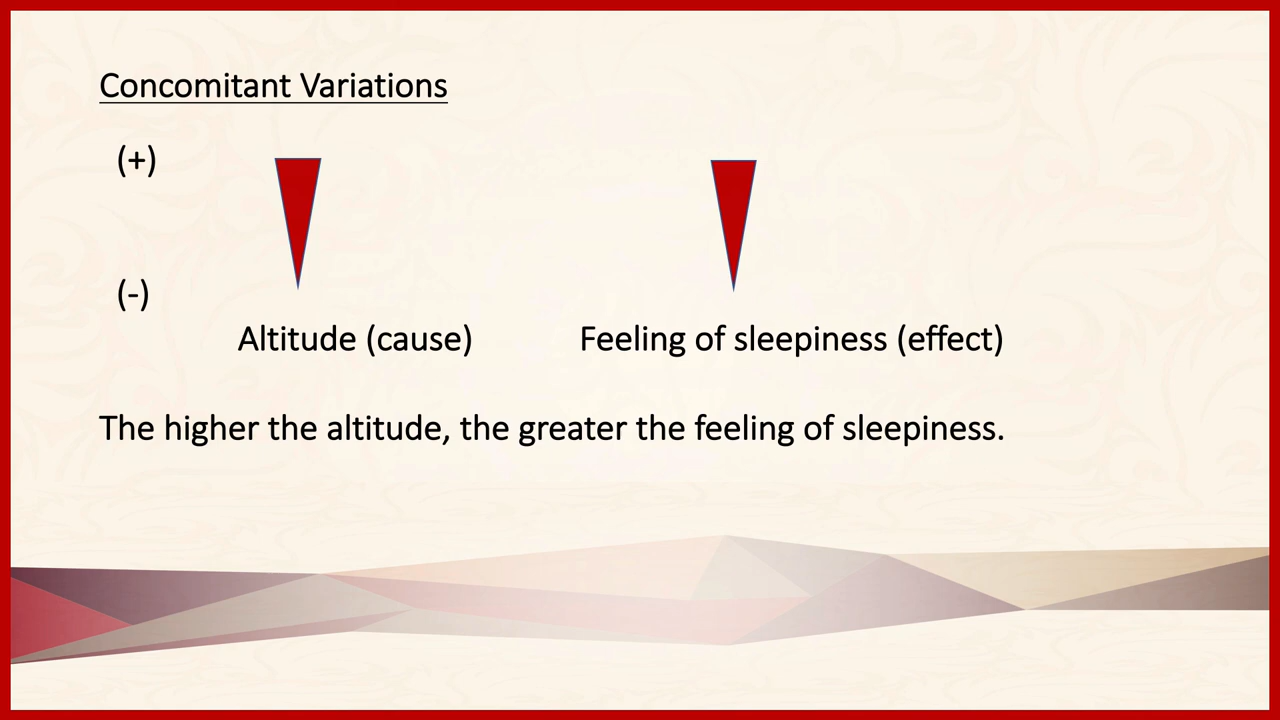 Concomitant Variations
(+)
(-)
Altitude (cause) Feeling of sleepiness (effect)
The higher the altitude, the greater the feeling of sleepiness.